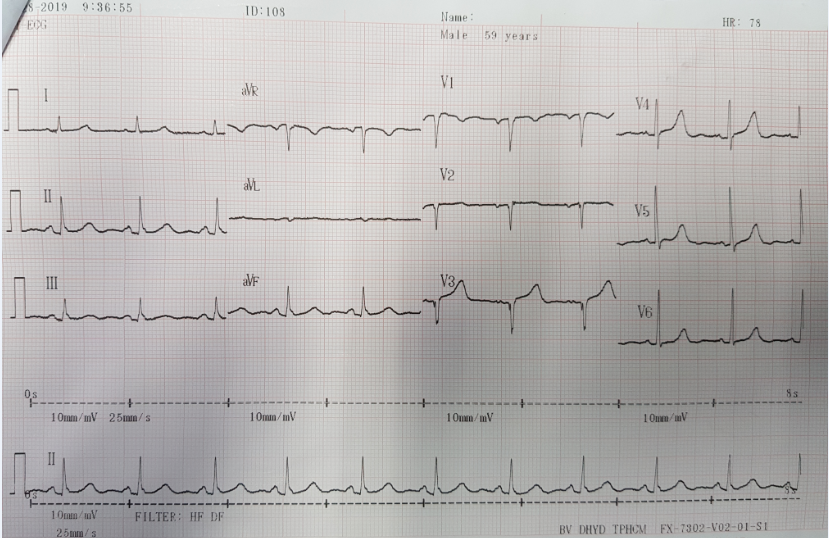 8-2019 9:36:55 ID:108 Name: HR: 78
ECG Male 59 years
I aVR V1 V4
II aVL V2 V5
III aVF V3 V6
0s 8s
10mm/mV 25mm/s 10mm/mV 10mm/mV 10mm/mV
II
0s 8s
10mm/mV FILTER: HF DF
25mm/s BV DHYD TPHCM FX-7302-V02-01-S1